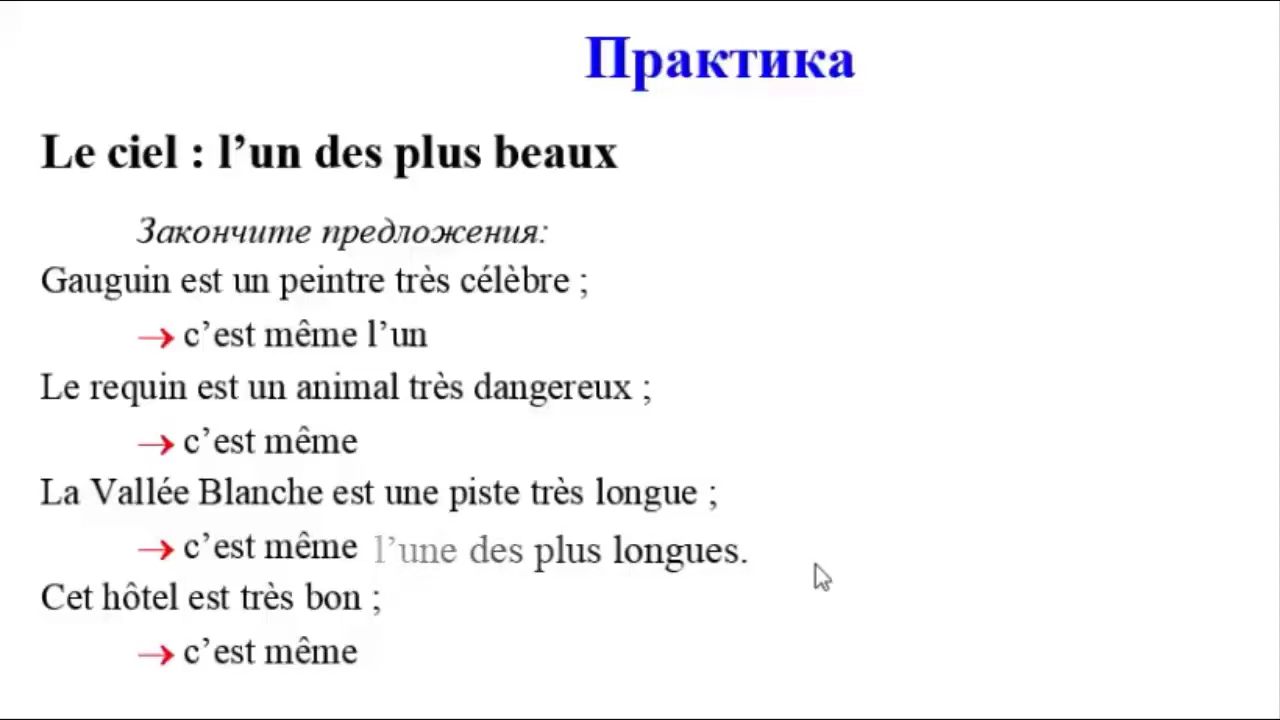 Практика
Le ciel : l’un des plus beaux
Закончите предложения:
Gauguin est un peintre très célèbre ;
→ c’est même l’un
Le requin est un animal très dangereux ;
→ c’est même
La Vallée Blanche est une piste très longue ;
→ c’est même l’une des plus longues.
Cet hôtel est très bon ;
→ c’est même